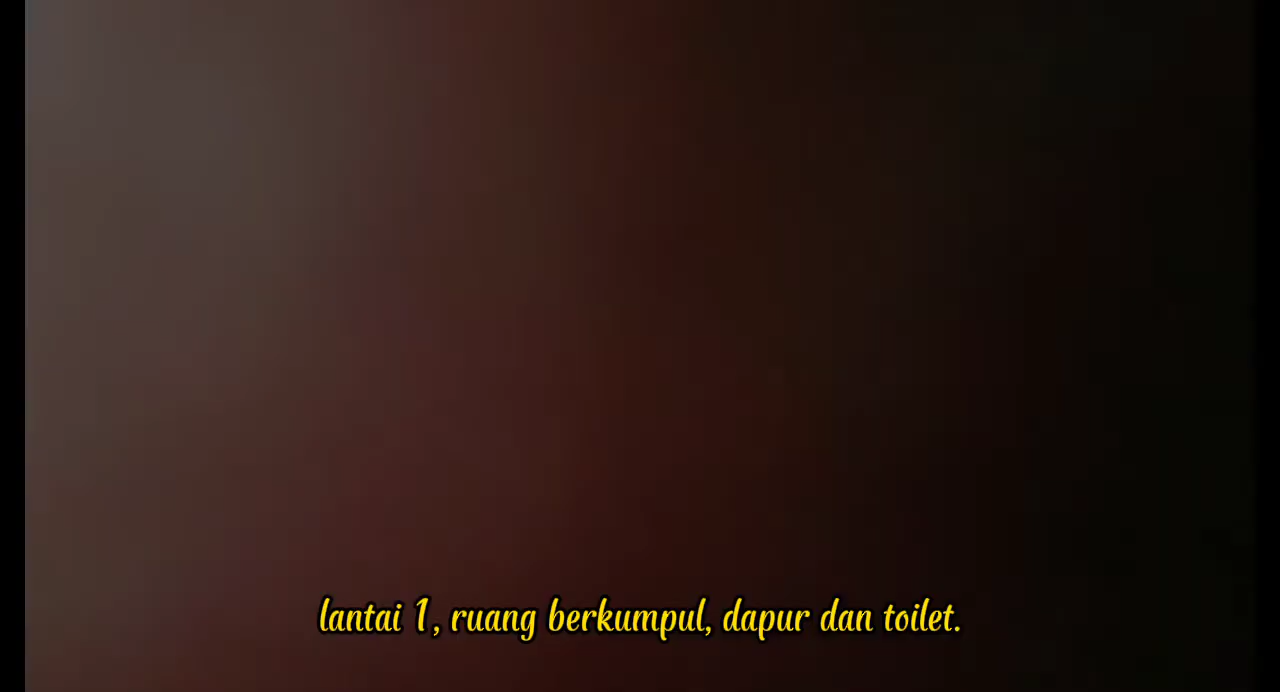 lantai 1, ruang berkumpul, dapur dan toilet.